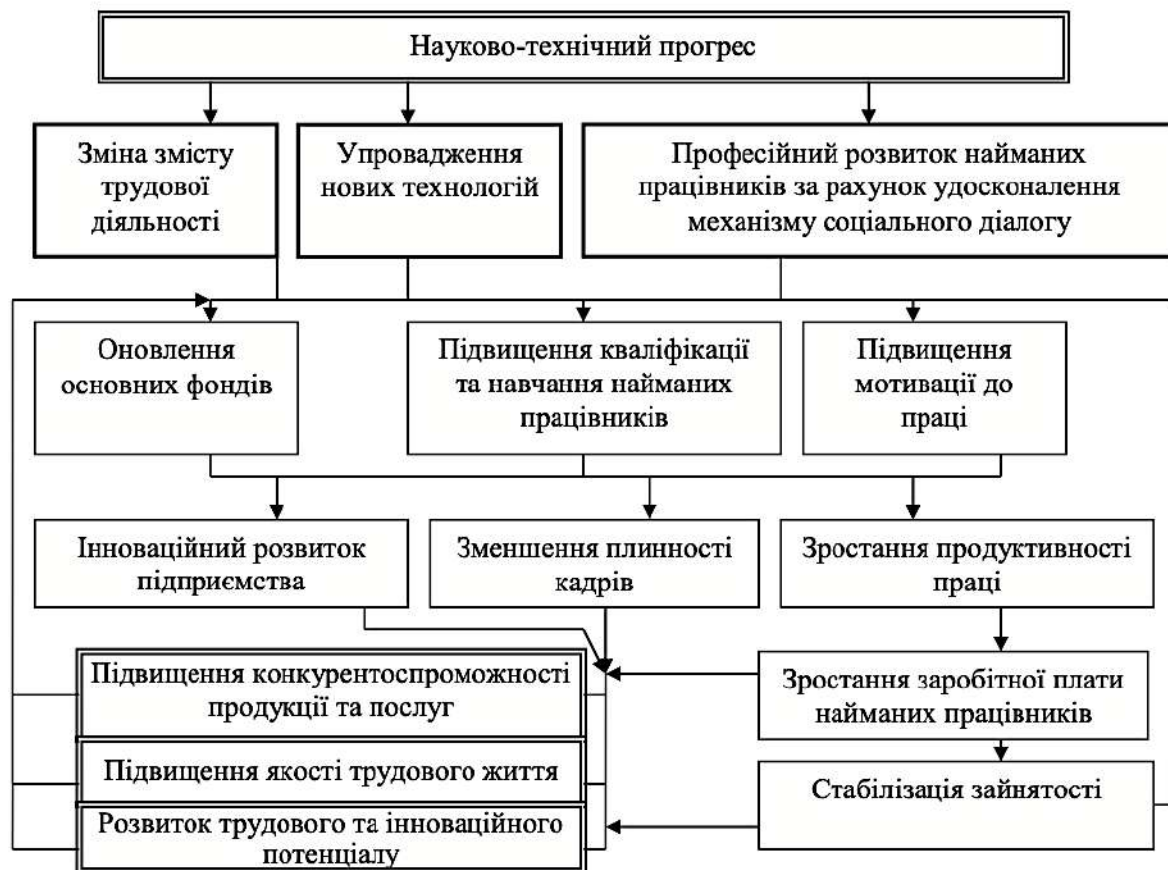 Науково-технічний прогрес
Зміна змісту
трудової
діяльності
Упровадження
нових технологій
Професійний розвиток найманих
працівників за рахунок удосконалення
механізму соціального діалогу
Оновлення
основних фондів
Підвищення кваліфікації
та навчання найманих
працівників
Підвищення
мотивації до
праці
Інноваційний розвиток
підприємства
Зменшення плинності
кадрів
Зростання продуктивності
праці
Підвищення конкурентоспроможності
продукції та послуг
Зростання заробітної плати
найманих працівників
Підвищення якості трудового життя
Стабілізація зайнятості
Розвиток трудового та інноваційного
потенціалу